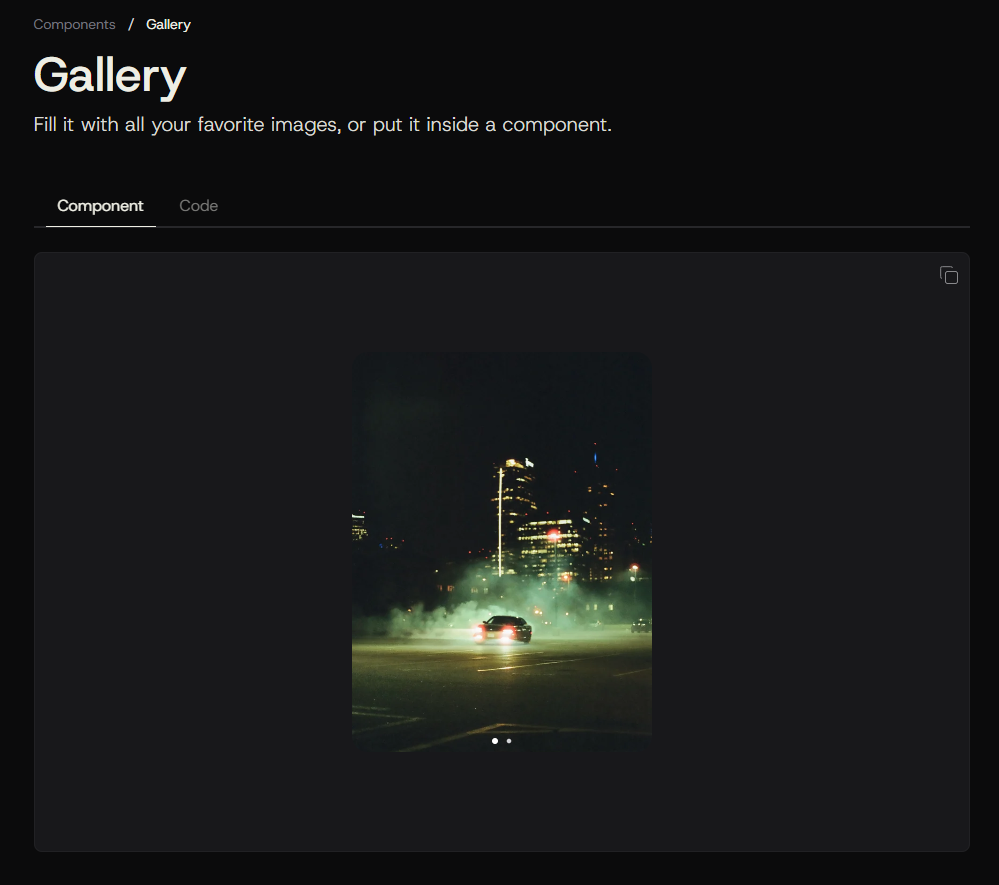 Components / Gallery
Gallery
Fill it with all your favorite images, or put it inside a component.
Component Code